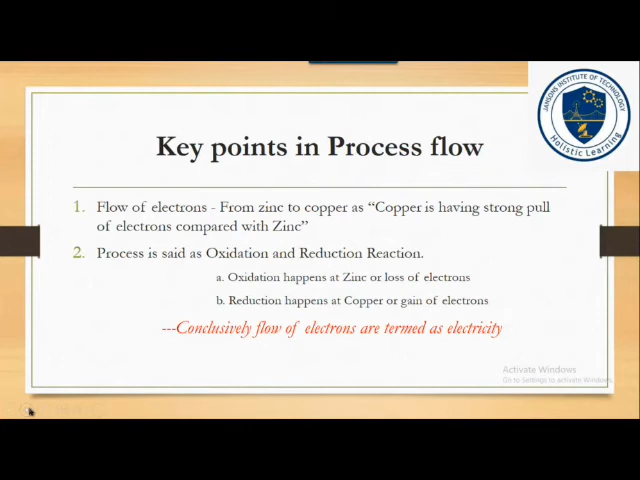 JANSONS INSTITUTE OF TECHNOLOGY
Holistic Learning
Key points in Process flow
1. Flow of electrons - From zinc to copper as “Copper is having strong pull
of electrons compared with Zinc”
2. Process is said as Oxidation and Reduction Reaction.
a. Oxidation happens at Zinc or loss of electrons
b. Reduction happens at Copper or gain of electrons
---Conclusively flow of electrons are termed as electricity
Activate Windows
Go to Settings to activate Windows.